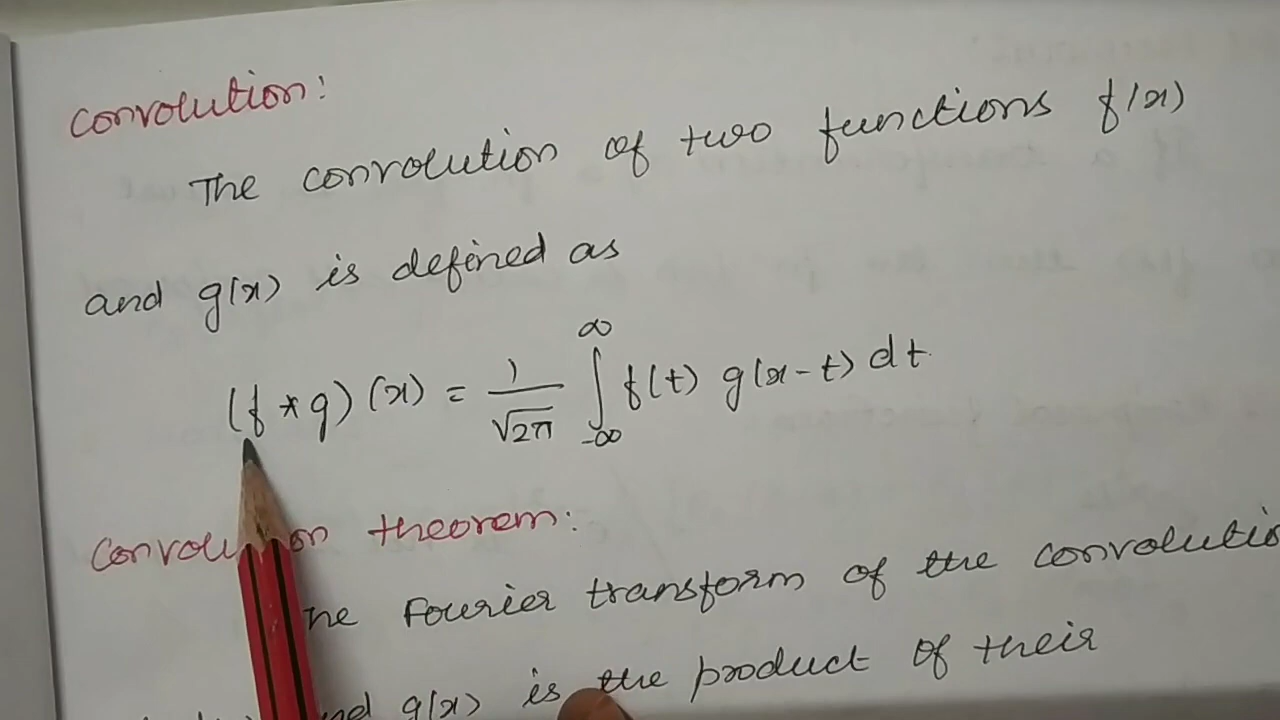 Convolution:
The convolution of two functions f(x)
and g(x) is defined as
(f * g) (x) = 1/√2π ∫_{-∞}^{∞} f(t) g(x-t) dt.
theorem:
Fourier transform of the convolution
g(x) is the product of their